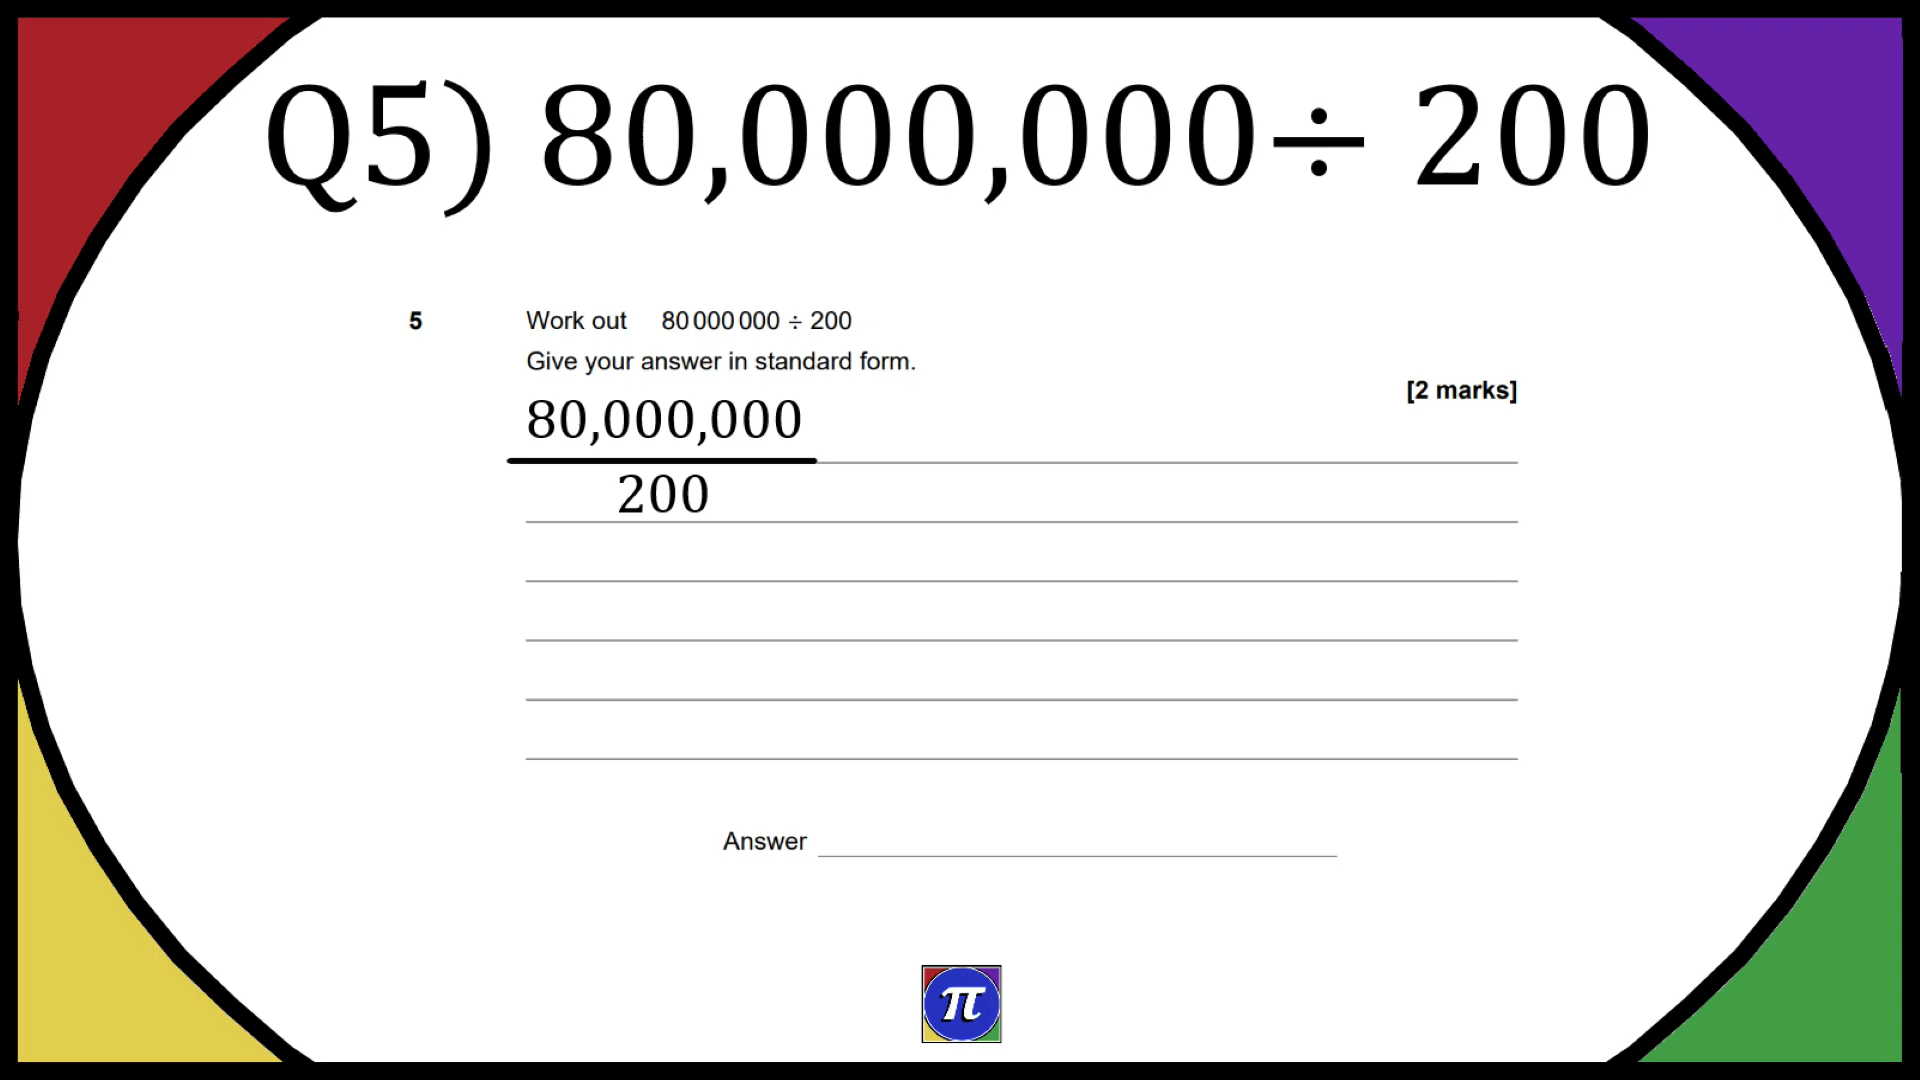 Q5) 80,000,000÷ 200
5 Work out 80 000 000 ÷ 200
Give your answer in standard form.
[2 marks]
80,000,000
200
Answer
π